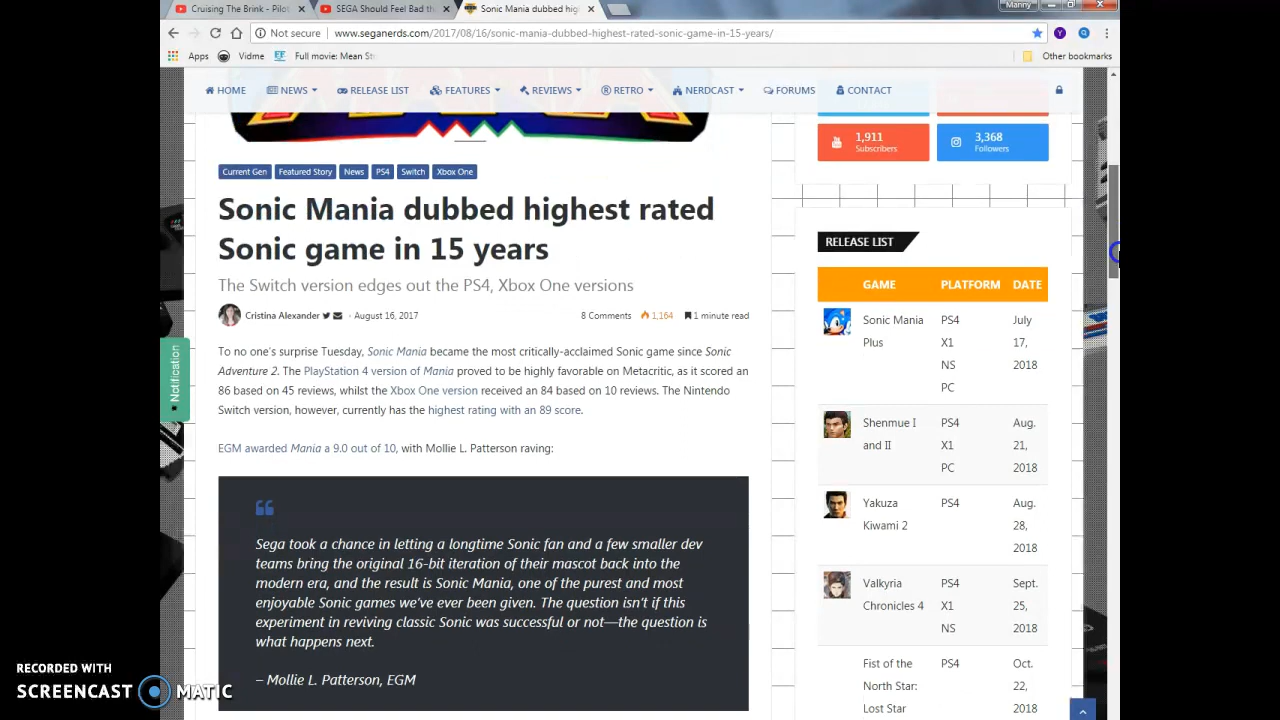 Cruising The Brink - Pilot
SEGA Should Feel Bad th
Sonic Mania dubbed hig
Manny
Not secure
www.seganerds.com/2017/08/16/sonic-mania-dubbed-highest-rated-sonic-game-in-15-years/
Apps
Vidme
Full movie: Mean St
Other bookmarks
HOME
NEWS
RELEASE LIST
FEATURES
REVIEWS
RETRO
NERDCAST
FORUMS
CONTACT
1,911
Subscribers
3,368
Followers
Current Gen
Featured Story
News
PS4
Switch
Xbox One
Sonic Mania dubbed highest rated
Sonic game in 15 years
The Switch version edges out the PS4, Xbox One versions
Cristina Alexander
- August 16, 2017
8 Comments
1,164
1 minute read
To no one's surprise Tuesday, Sonic Mania became the most critically-acclaimed Sonic game since Sonic
Adventure 2. The PlayStation 4 version of Mania proved to be highly favorable on Metacritic, as it scored an
86 based on 45 reviews, whilst the Xbox One version received an 84 based on 10 reviews. The Nintendo
Switch version, however, currently has the highest rating with an 89 score.
EGM awarded Mania a 9.0 out of 10, with Mollie L. Patterson raving:
Sega took a chance in letting a longtime Sonic fan and a few smaller dev
teams bring the original 16-bit iteration of their mascot back into the
modern era, and the result is Sonic Mania, one of the purest and most
enjoyable Sonic games we've ever been given. The question isn't if this
experiment in reviving classic Sonic was successful or not—the question is
what happens next.
– Mollie L. Patterson, EGM
RELEASE LIST
GAME PLATFORM DATE
Sonic Mania PS4 July
Plus X1 17,
NS 2018
PC
Shenmue I PS4 Aug.
and II X1 21,
PC 2018
Yakuza PS4 Aug.
Kiwami 2 28,
2018
Valkyria PS4 Sept.
Chronicles 4 X1 25,
NS 2018
Fist of the PS4 Oct.
North Star: 22,
Lost Star 2018
Notification
RECORDED WITH
SCREENCAST MATIC